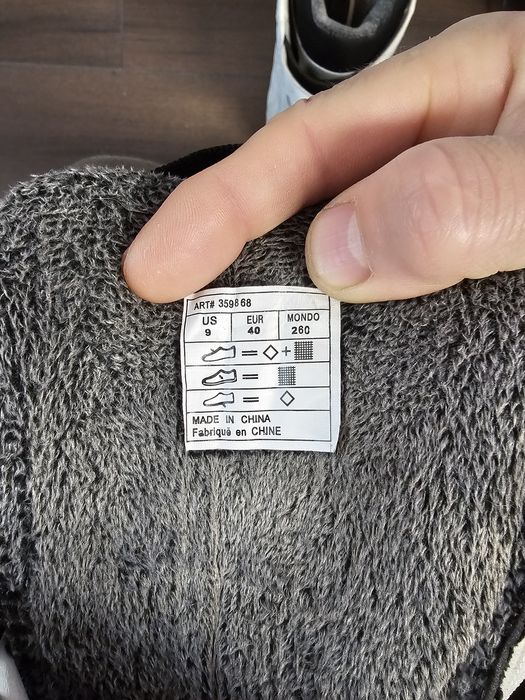 ART# 359868
US EUR MONDO
9 40 260
= +
=
=
MADE IN CHINA
Fabriqué en CHINE